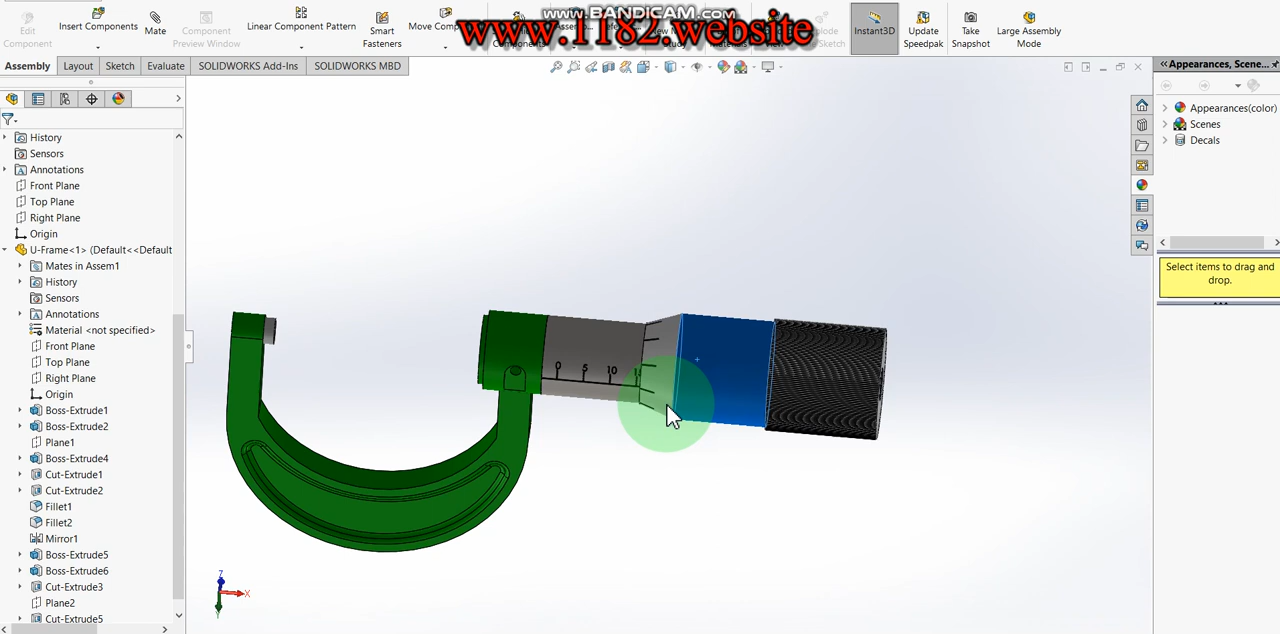 www.BANDICAM.com
www.1182.website
Edit Component
Insert Components
Mate
Component Preview Window
Linear Component Pattern
Smart Fasteners
Move Comp
Instant3D
Update Speedpak
Take Snapshot
Large Assembly Mode
Assembly
Layout
Sketch
Evaluate
SOLIDWORKS Add-Ins
SOLIDWORKS MBD
Appearances, Scene...
History
Sensors
Annotations
Front Plane
Top Plane
Right Plane
Origin
U-Frame<1> (Default<<Default
Mates in Assem1
History
Sensors
Annotations
Material <not specified>
Front Plane
Top Plane
Right Plane
Origin
Boss-Extrude1
Boss-Extrude2
Plane1
Boss-Extrude4
Cut-Extrude1
Cut-Extrude2
Fillet1
Fillet2
Mirror1
Boss-Extrude5
Boss-Extrude6
Cut-Extrude3
Plane2
Cut-Extrude5
0 5 10
Z
X
Y
Appearances(color)
Scenes
Decals
Select items to drag and
drop.